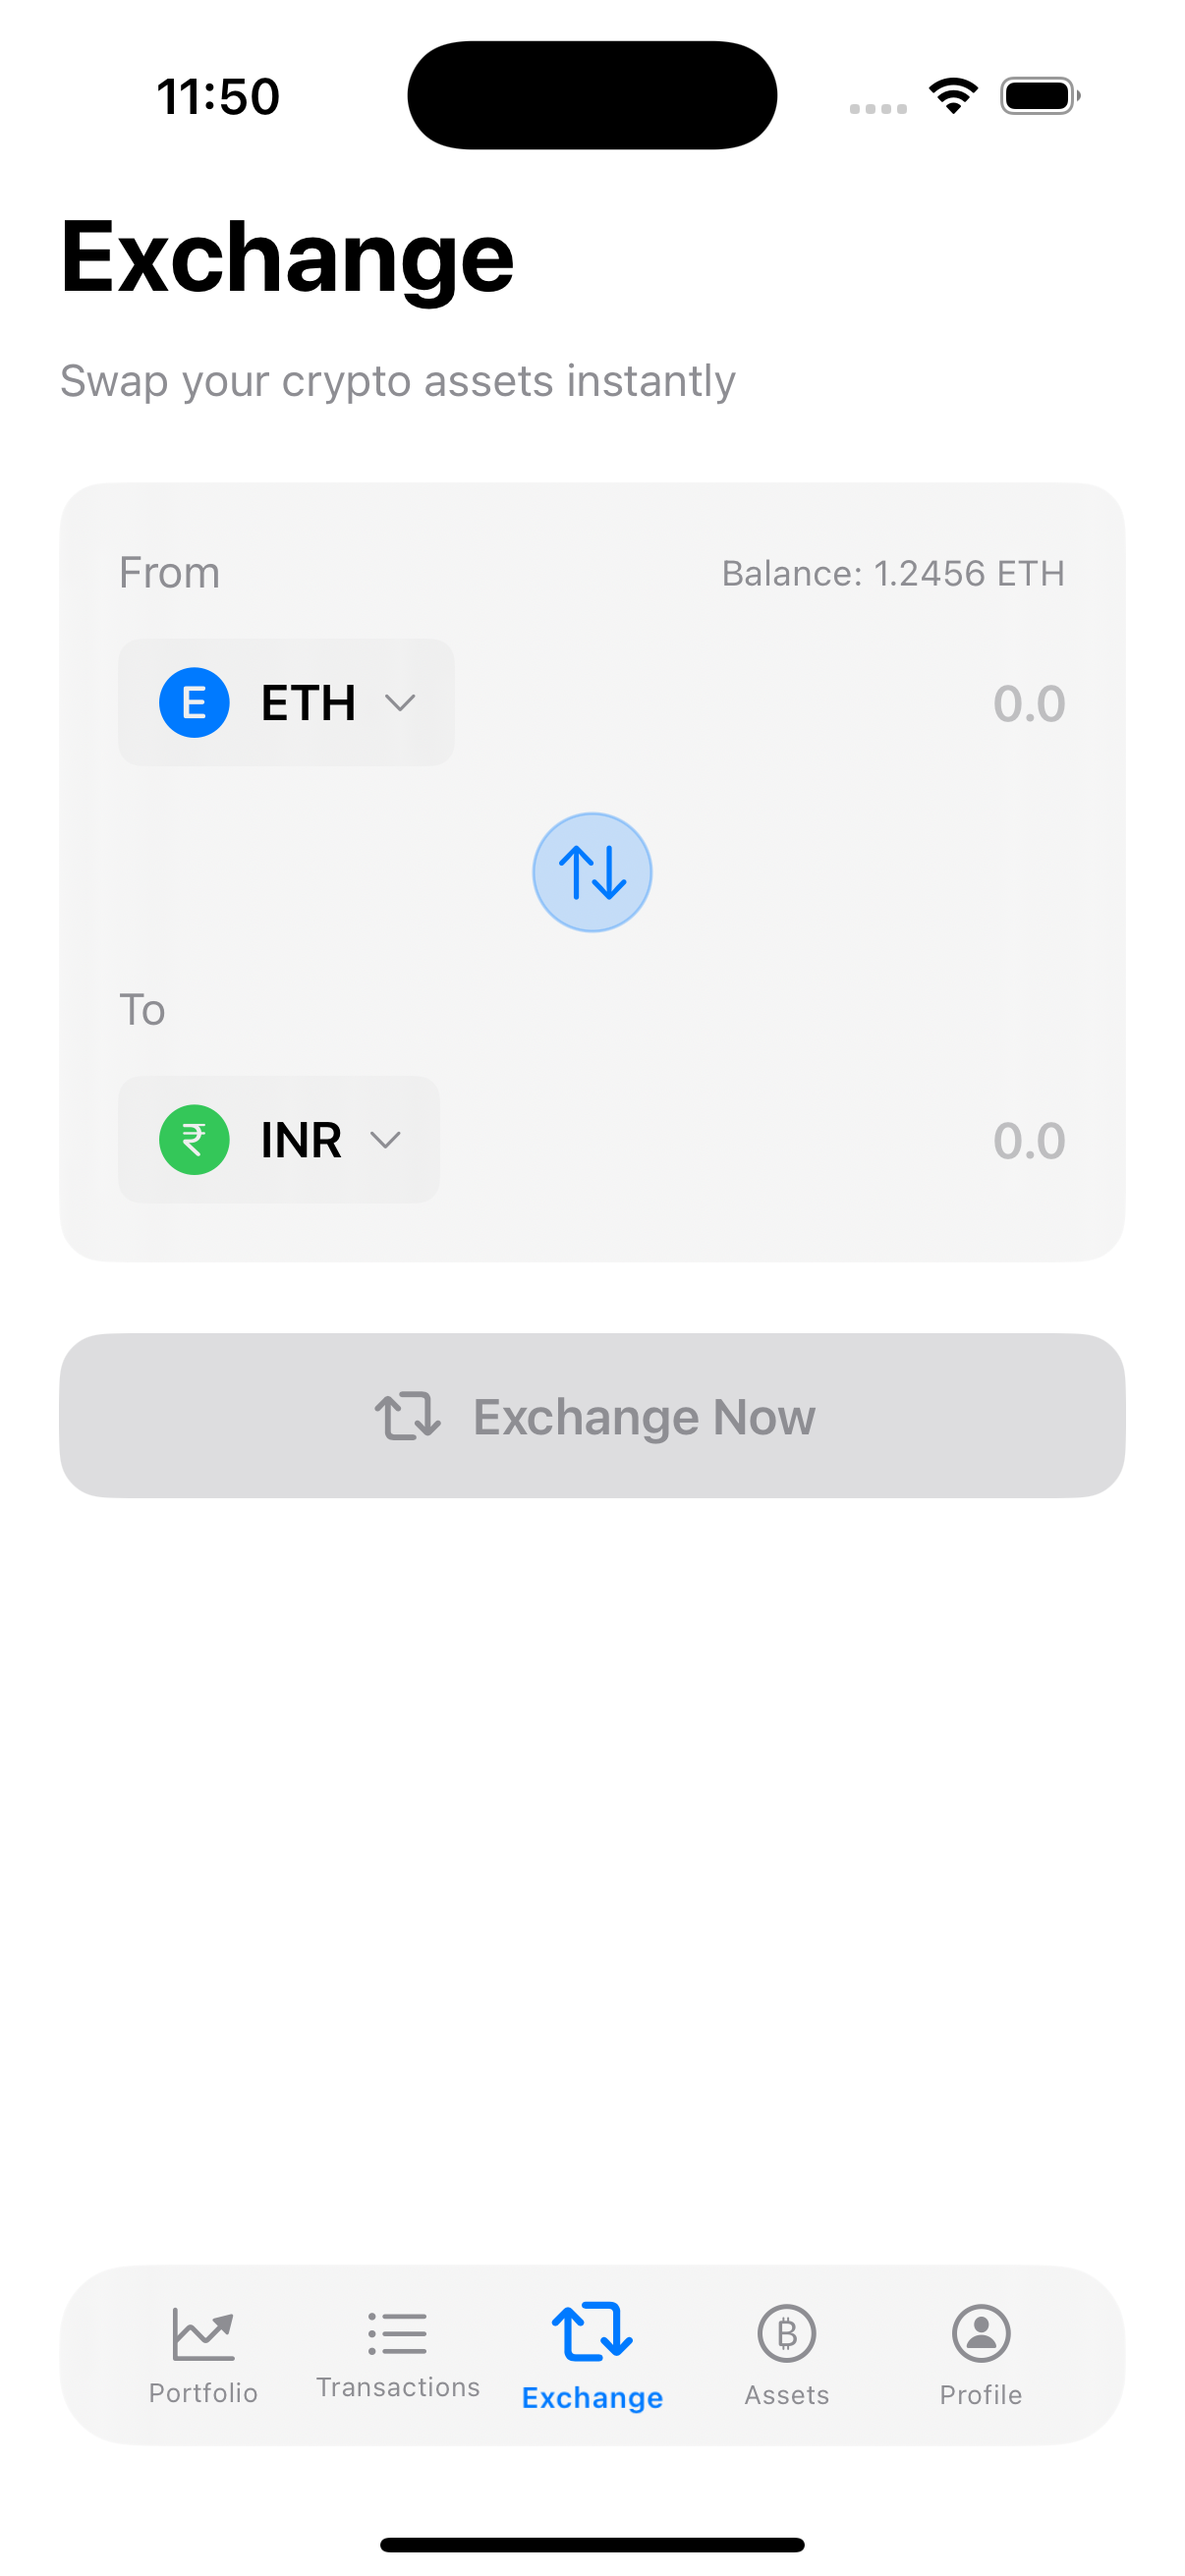 11:50
Exchange
Swap your crypto assets instantly
From
Balance: 1.2456 ETH
E ETH
0.0
To
₹ INR
0.0
Exchange Now
Portfolio
Transactions
Exchange
Assets
Profile